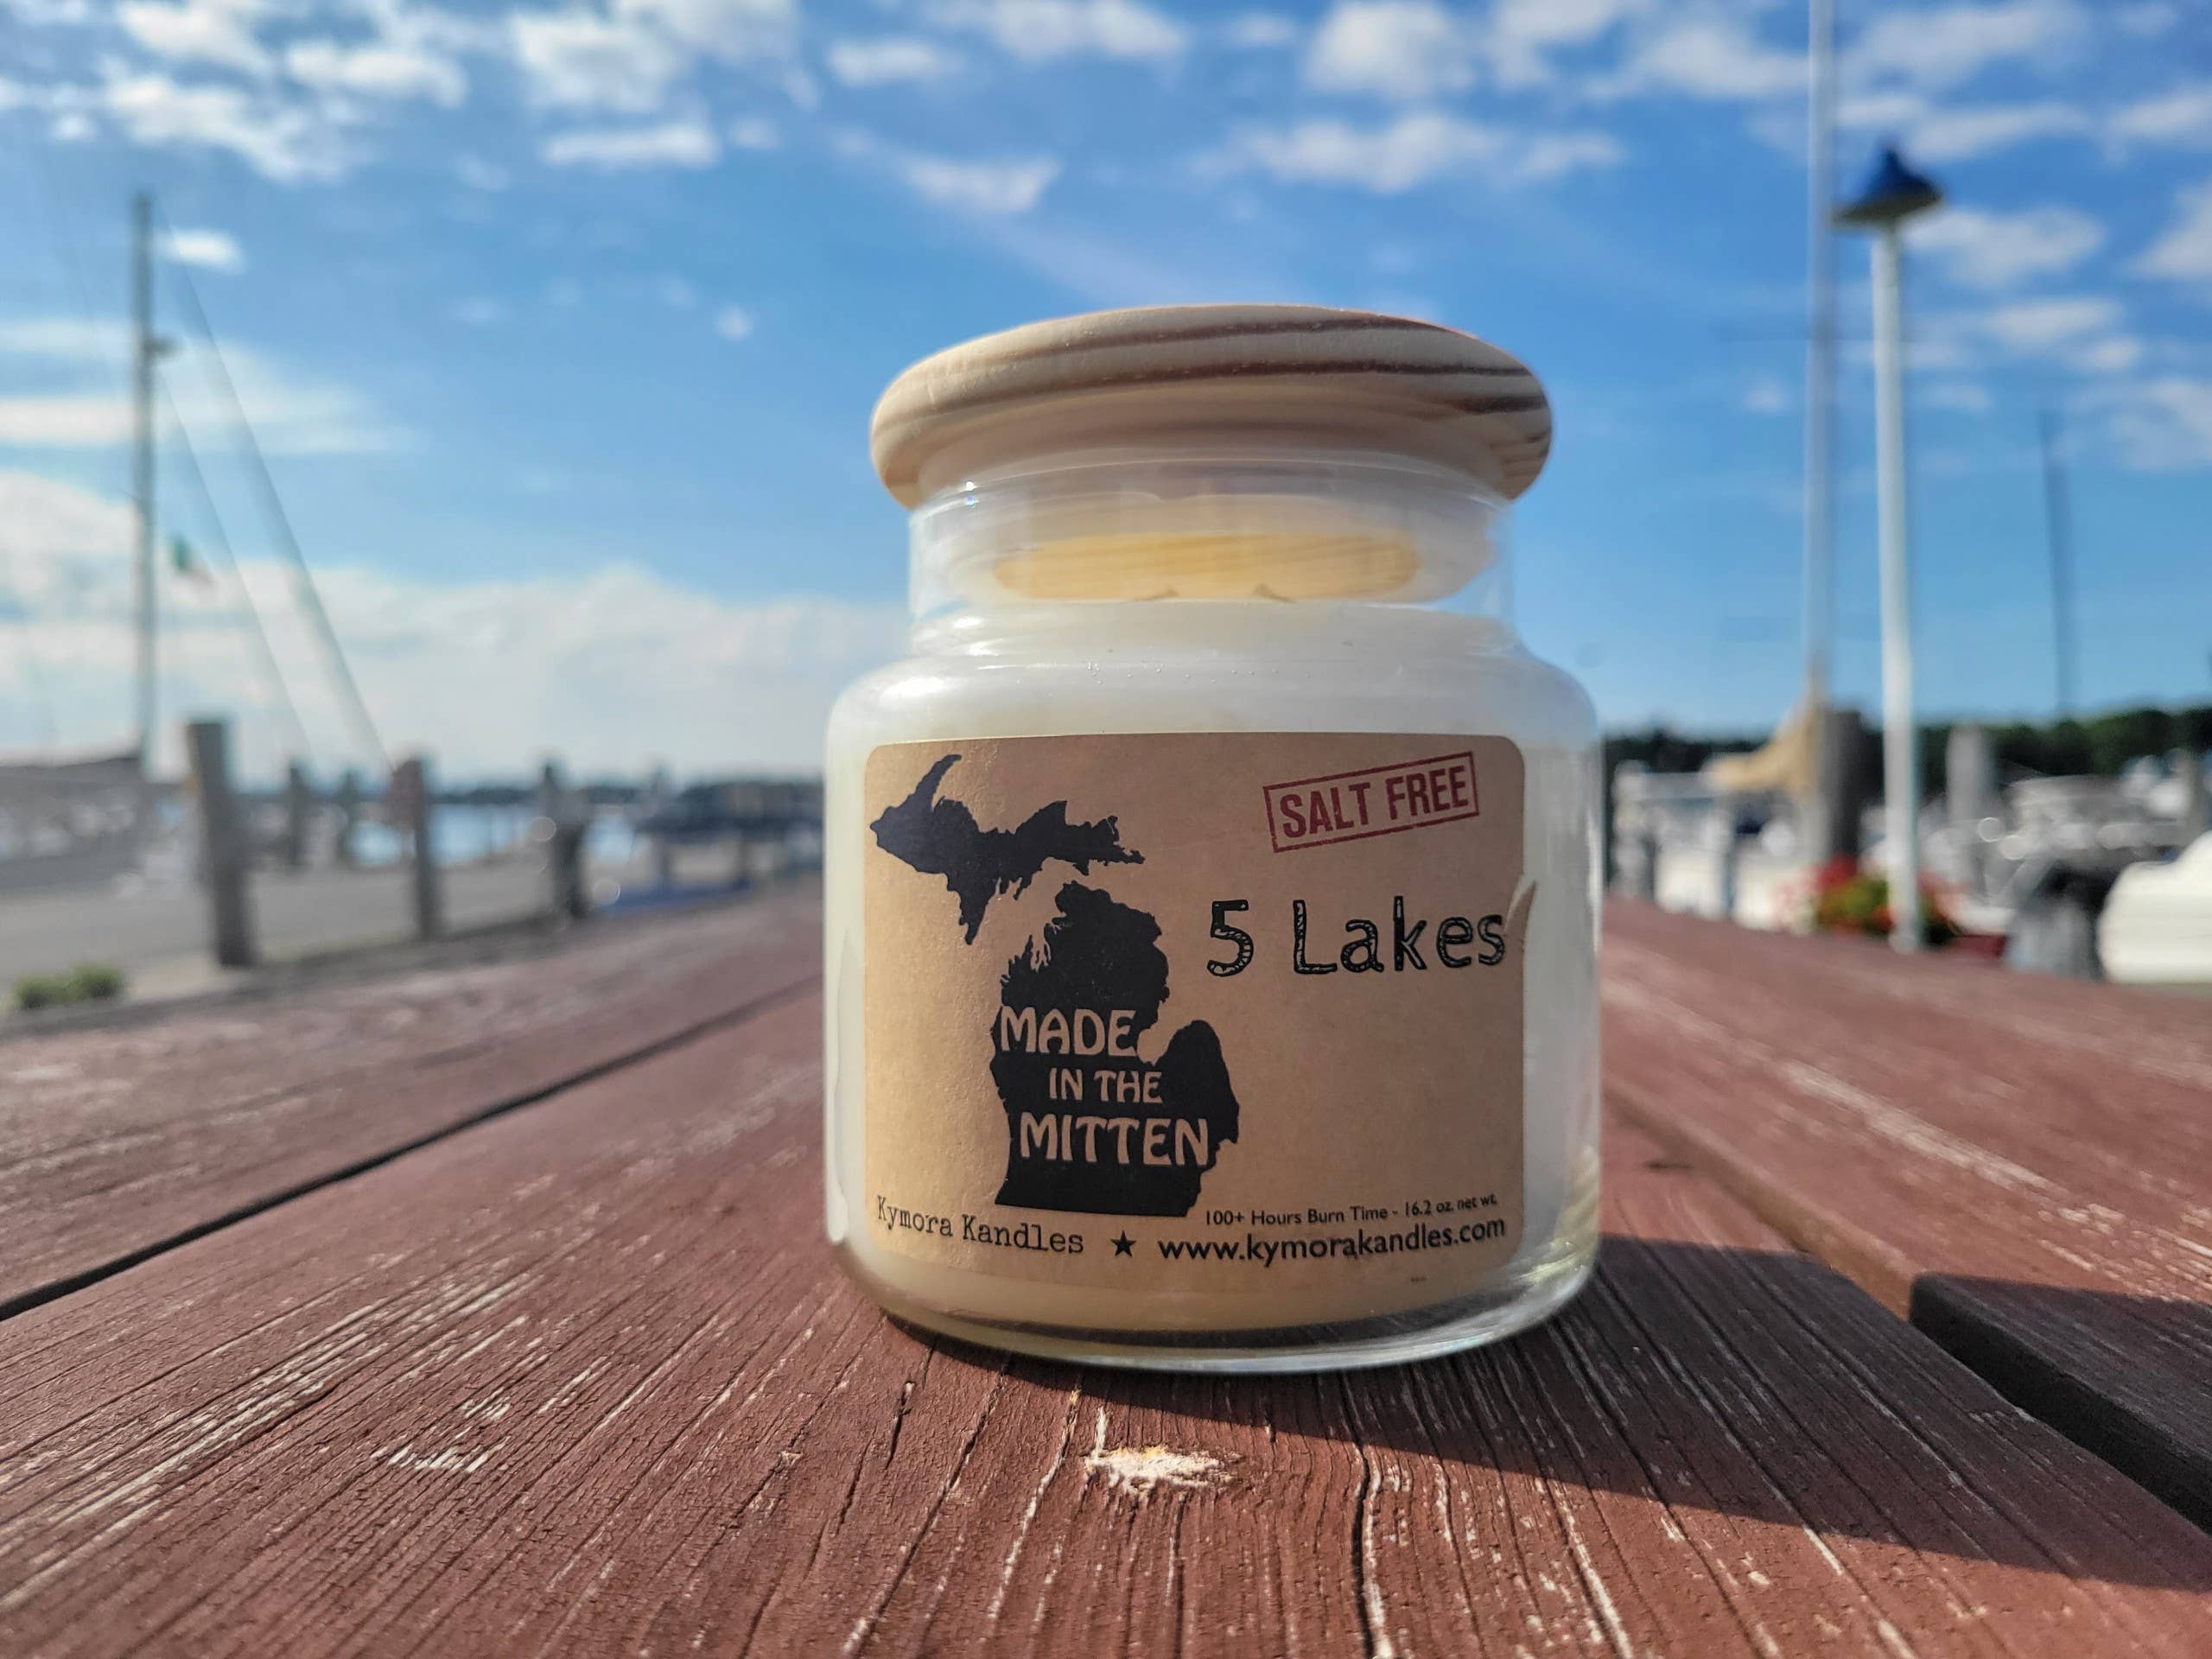 SALT FREE
5 Lakes
MADE
IN THE
MITTEN
100+ Hours Burn Time - 16.2 oz. net wt.
Kymora Kandles ★ www.kymorakandles.com